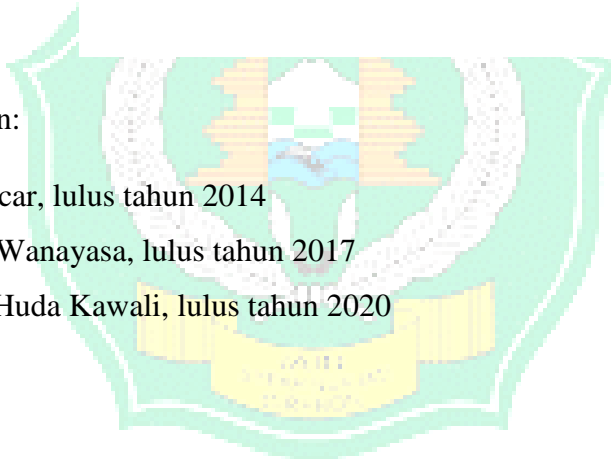 n:
car, lulus tahun 2014
Wanayasa, lulus tahun 2017
Huda Kawali, lulus tahun 2020